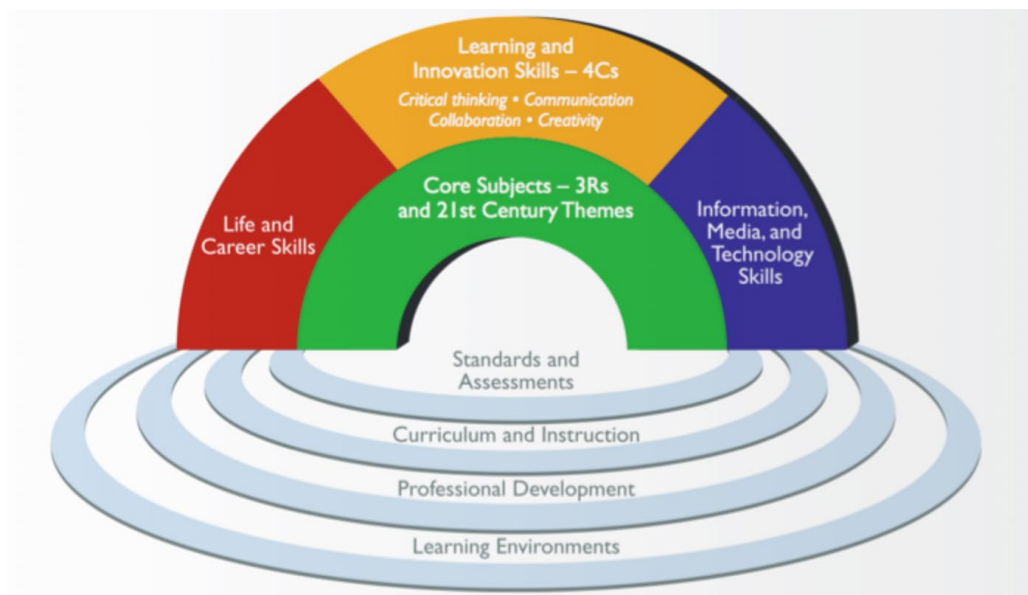 Learning and
Innovation Skills – 4Cs
Critical thinking • Communication
Collaboration • Creativity
Core Subjects – 3Rs
and 21st Century Themes
Life and
Career Skills
Information,
Media, and
Technology
Skills
Standards and
Assessments
Curriculum and Instruction
Professional Development
Learning Environments